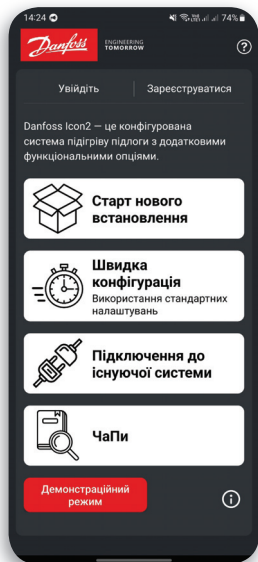 14:24 74%
Danfoss ENGINEERING
TOMORROW
?
Увійдіть Зареєструватися
Danfoss Icon2 — це конфігурована
система підігріву підлоги з додатковими
функціональними опціями.
Старт нового
встановлення
Швидка
конфігурація
Використання стандартних
налаштувань
Підключення до
існуючої системи
ЧаПи
Демонстраційний
режим
i